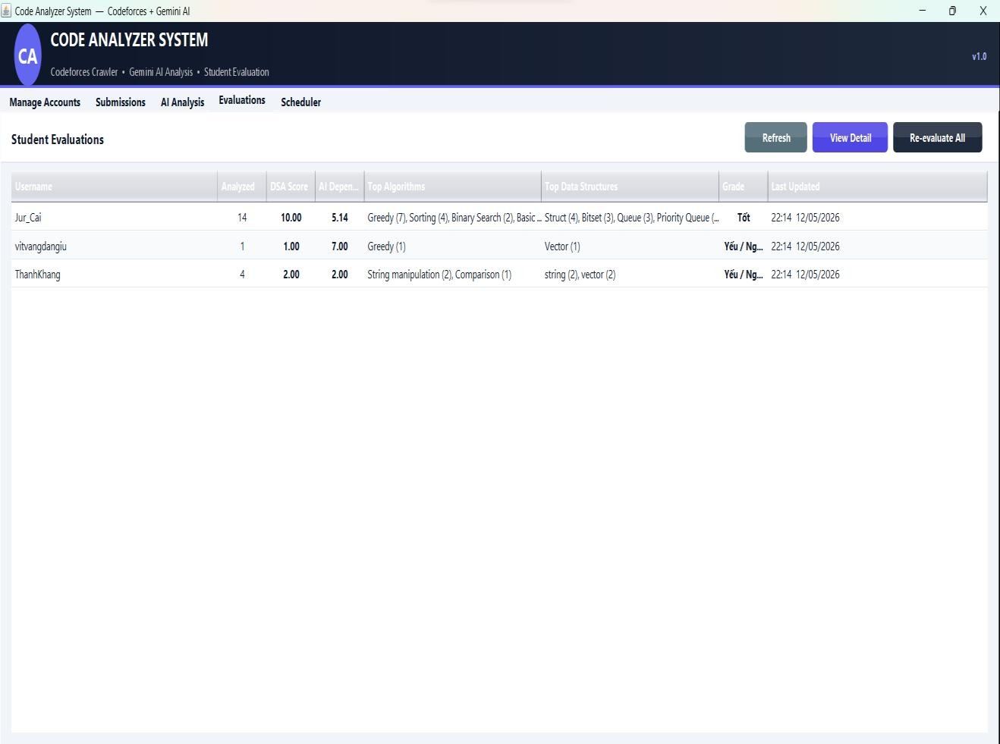 Code Analyzer System — Codeforces + Gemini AI
CA
CODE ANALYZER SYSTEM
Codeforces Crawler • Gemini AI Analysis • Student Evaluation
v1.0
Manage Accounts Submissions AI Analysis Evaluations Scheduler
Student Evaluations Refresh View Detail Re-evaluate All
Username Analyzed DSA Score AI Depen... Top Algorithms Top Data Structures Grade Last Updated
Jur_Cai 14 10.00 5.14 Greedy (7), Sorting (4), Binary Search (2), Basic ... Struct (4), Bitset (3), Queue (3), Priority Queue (... Tốt 22:14 12/05/2026
vitvangdangiu 1 1.00 7.00 Greedy (1) Vector (1) Yếu / Ng... 22:14 12/05/2026
ThanhKhang 4 2.00 2.00 String manipulation (2), Comparison (1) string (2), vector (2) Yếu / Ng... 22:14 12/05/2026